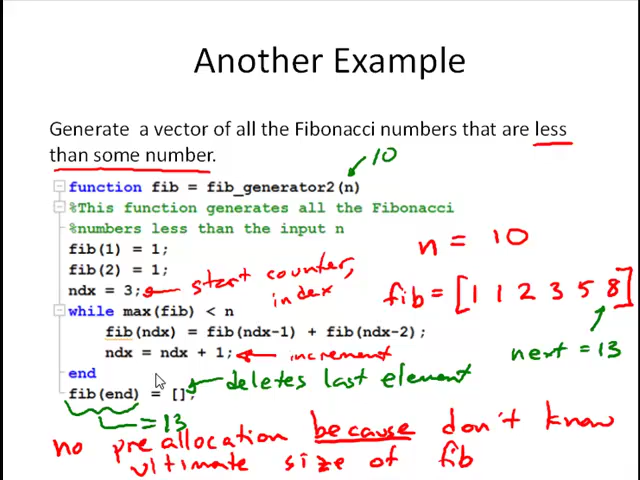 Another Example
Generate a vector of all the Fibonacci numbers that are less
than some number.
10
function fib = fib_generator2(n)
%This function generates all the Fibonacci
%numbers less than the input n
n = 10
fib(1) = 1;
fib(2) = 1;
start counter,
index
ndx = 3;
fib = [1 1 2 3 5 8]
while max(fib) < n
fib(ndx) = fib(ndx-1) + fib(ndx-2);
next = 13
ndx = ndx + 1;
increment
end
deletes last element
fib(end) = [];
= 13
no preallocation because don't know
ultimate size of fib